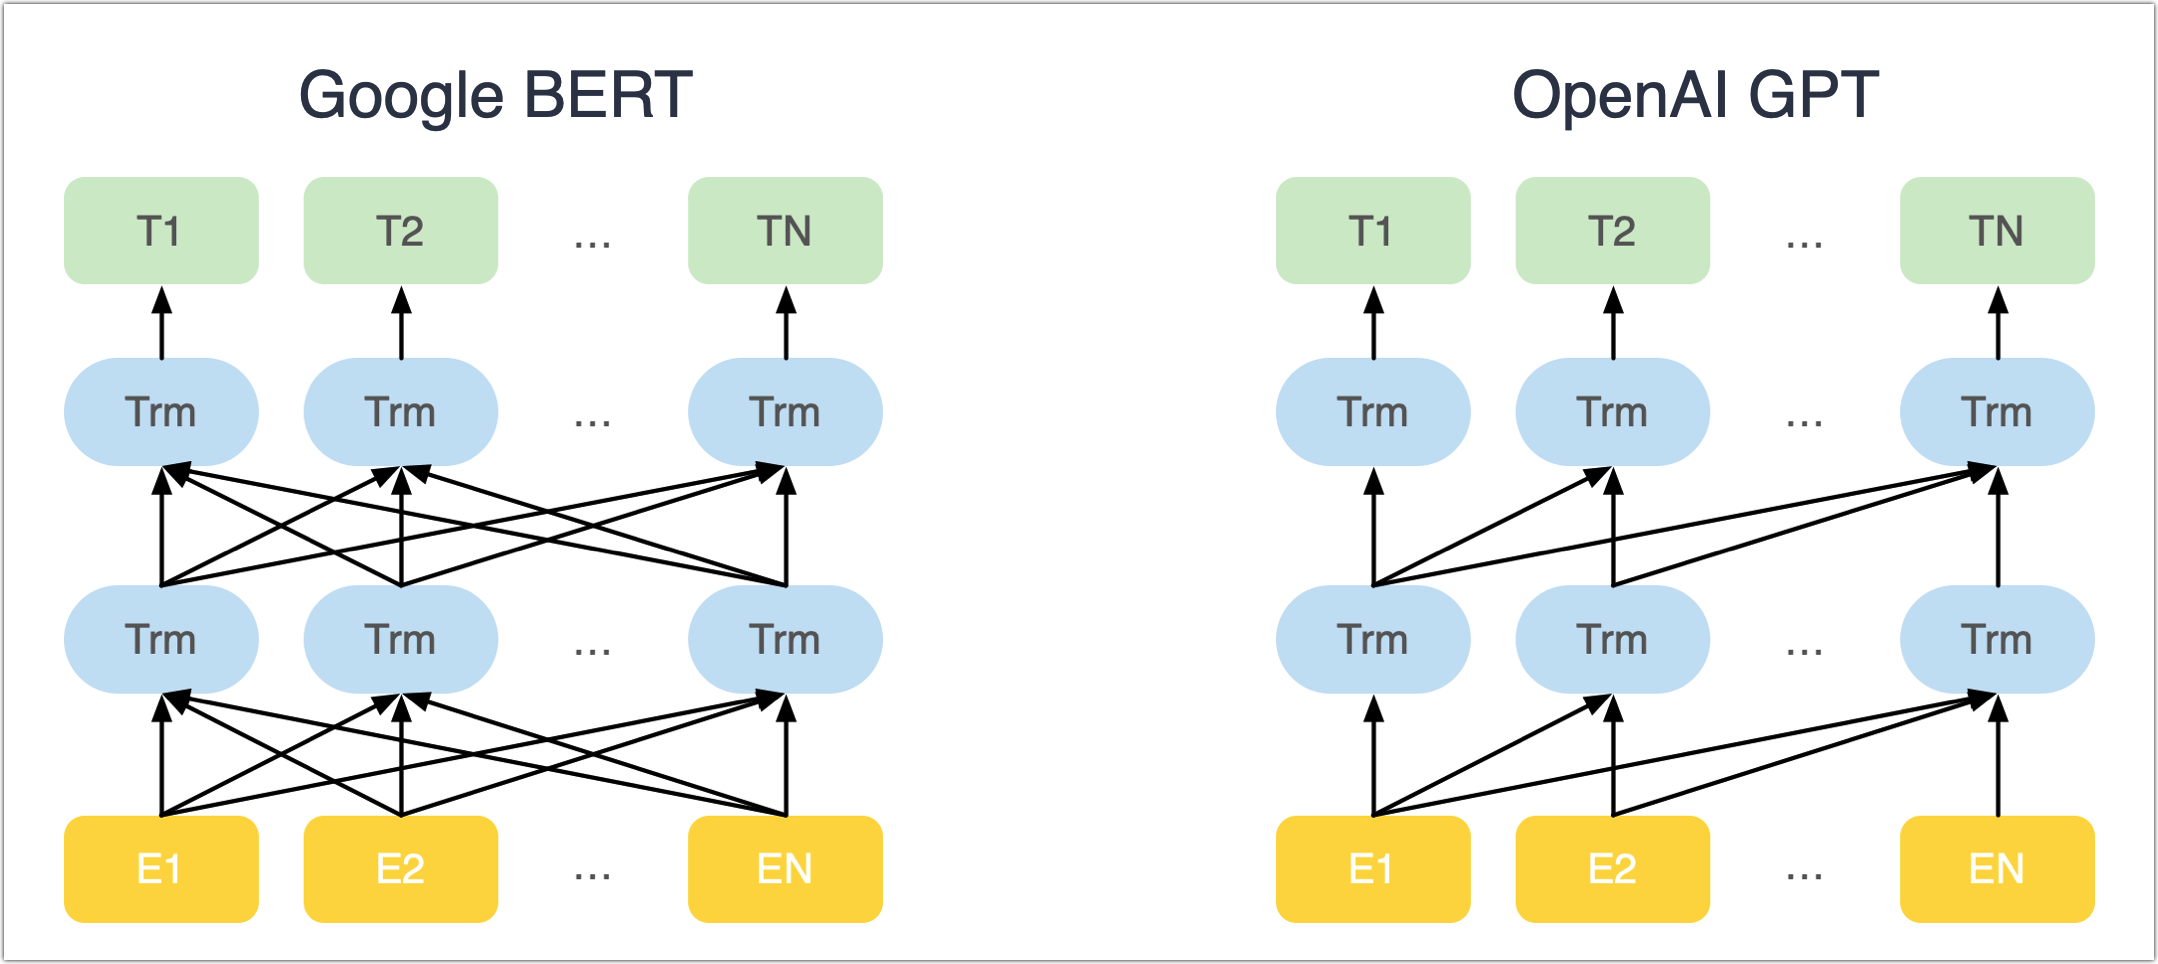 Google BERT
T1 T2 ... TN
Trm Trm ... Trm
Trm Trm ... Trm
E1 E2 ... EN
OpenAI GPT
T1 T2 ... TN
Trm Trm ... Trm
Trm Trm ... Trm
E1 E2 ... EN